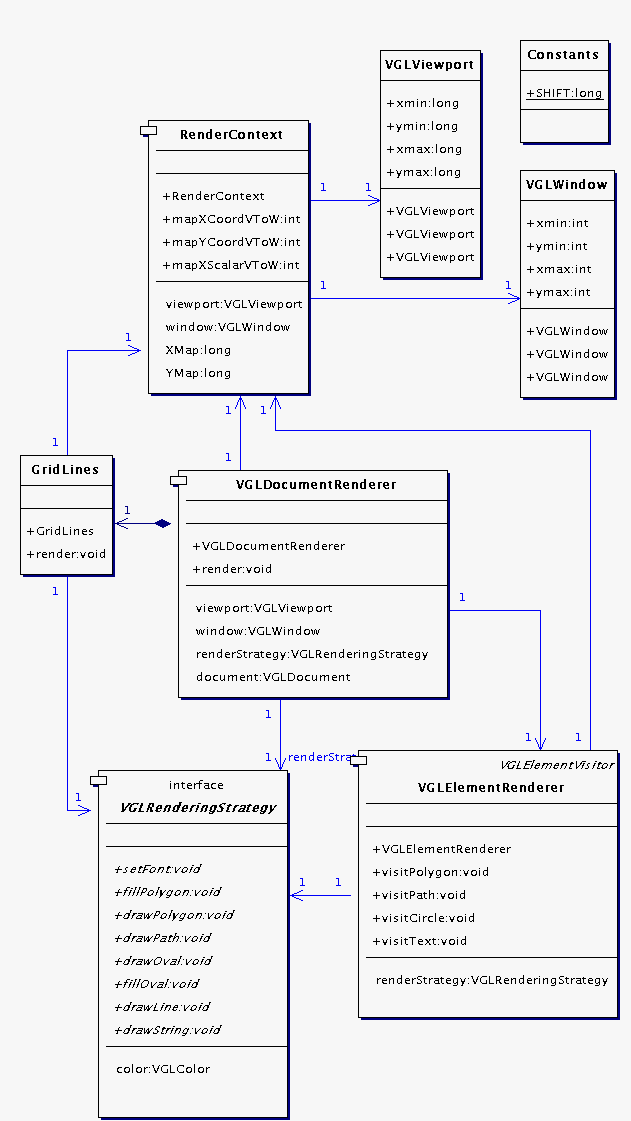 Constants
+SHIFT:long
VGLViewport
+xmin:long
+ymin:long
+xmax:long
+ymax:long
+VGLViewport
+VGLViewport
+VGLViewport
RenderContext
+RenderContext
+mapXCoordVToW:int
+mapYCoordVToW:int
+mapXScalarVToW:int
viewport:VGLViewport
window:VGLWindow
XMap:long
YMap:long
1
1
1
1
VGLWindow
+xmin:int
+ymin:int
+xmax:int
+ymax:int
+VGLWindow
+VGLWindow
+VGLWindow
1
1
1
1
1
GridLines
+GridLines
+render:void
1
1
VGLDocumentRenderer
+VGLDocumentRenderer
+render:void
viewport:VGLViewport
window:VGLWindow
renderStrategy:VGLRenderingStrategy
document:VGLDocument
1
1
1
1
1
renderStrat
1
interface
VGLRenderingStrategy
+setFont:void
+fillPolygon:void
+drawPolygon:void
+drawPath:void
+drawOval:void
+fillOval:void
+drawLine:void
+drawString:void
color:VGLColor
1
1
VGLElementVisitor
VGLElementRenderer
+VGLElementRenderer
+visitPolygon:void
+visitPath:void
+visitCircle:void
+visitText:void
renderStrategy:VGLRenderingStrategy